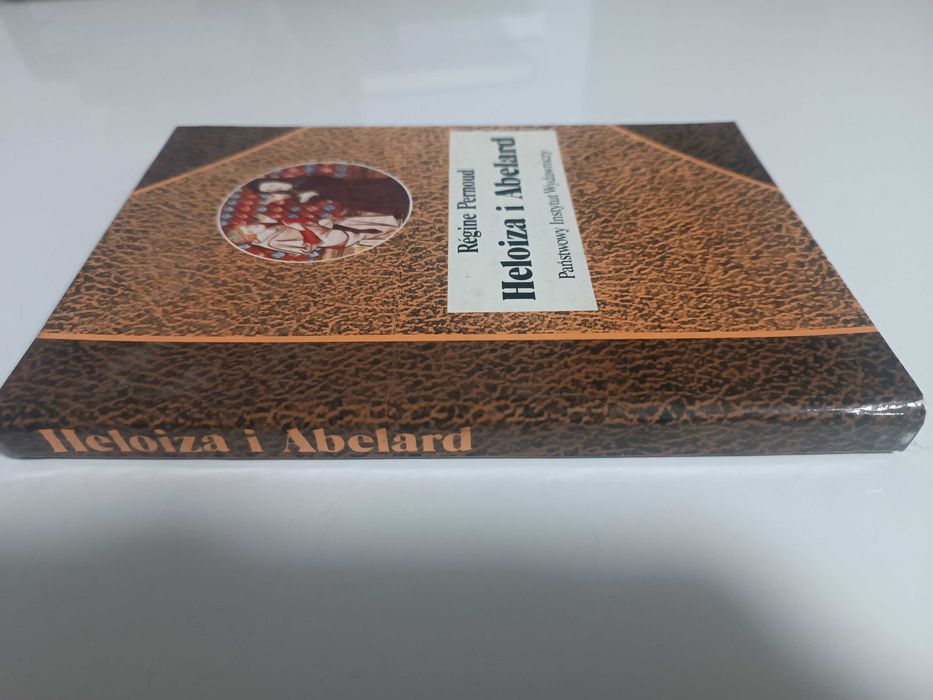 Régine Pernoud
Heloiza i Abelard
Państwowy Instytut Wydawniczy
Heloiza i Abelard